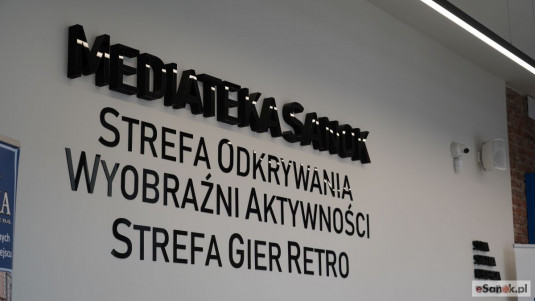 MEDIATEKA SANOK
STREFA ODKRYWANIA
WYOBRAŹNI AKTYWNOŚCI
STREFA GIER RETRO
eSanok.pl